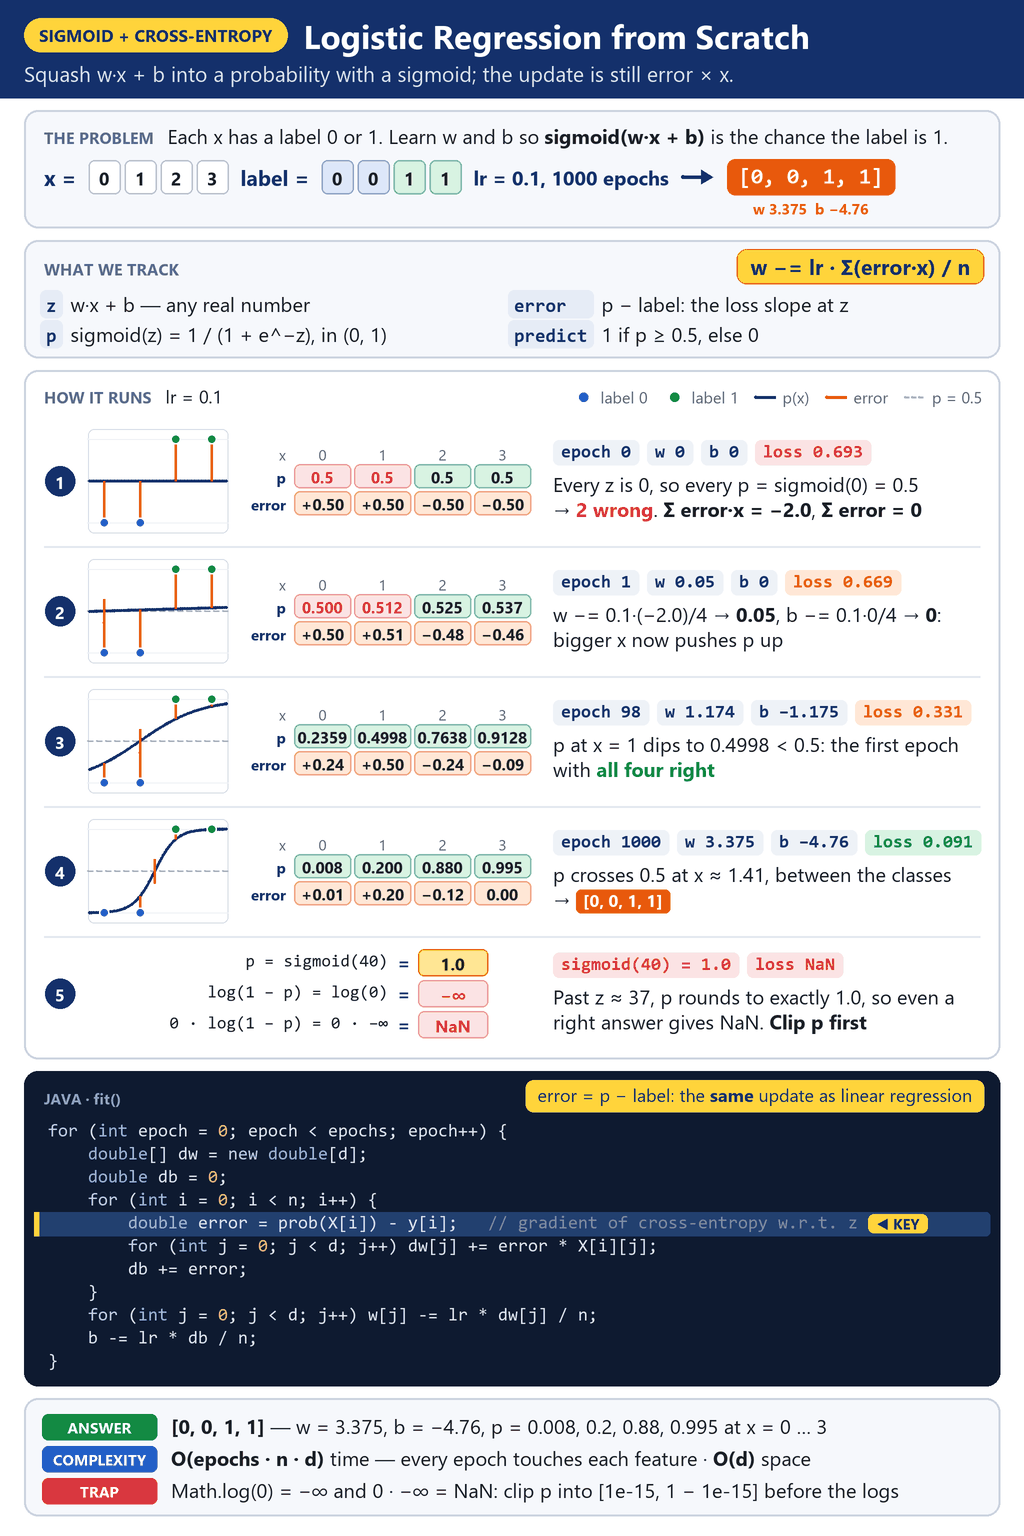 SIGMOID + CROSS-ENTROPY Logistic Regression from Scratch
Squash w·x + b into a probability with a sigmoid; the update is still error × x.
THE PROBLEM Each x has a label 0 or 1. Learn w and b so sigmoid(w·x + b) is the chance the label is 1.
x = 0 1 2 3 label = 0 0 1 1 lr = 0.1, 1000 epochs → [0, 0, 1, 1]
w 3.375 b −4.76
WHAT WE TRACK w −= lr · Σ(error·x) / n
z w·x + b — any real number error p − label: the loss slope at z
p sigmoid(z) = 1 / (1 + e^−z), in (0, 1) predict 1 if p ≥ 0.5, else 0
HOW IT RUNS lr = 0.1 label 0 label 1 p(x) error p = 0.5
1
x 0 1 2 3
p 0.5 0.5 0.5 0.5
error +0.50 +0.50 −0.50 −0.50
epoch 0 w 0 b 0 loss 0.693
Every z is 0, so every p = sigmoid(0) = 0.5
→ 2 wrong. Σ error·x = −2.0, Σ error = 0
2
x 0 1 2 3
p 0.500 0.512 0.525 0.537
error +0.50 +0.51 −0.48 −0.46
epoch 1 w 0.05 b 0 loss 0.669
w −= 0.1·(−2.0)/4 → 0.05, b −= 0.1·0/4 → 0:
bigger x now pushes p up
3
x 0 1 2 3
p 0.2359 0.4998 0.7638 0.9128
error +0.24 +0.50 −0.24 −0.09
epoch 98 w 1.174 b −1.175 loss 0.331
p at x = 1 dips to 0.4998 < 0.5: the first epoch
with all four right
4
x 0 1 2 3
p 0.008 0.200 0.880 0.995
error +0.01 +0.20 −0.12 0.00
epoch 1000 w 3.375 b −4.76 loss 0.091
p crosses 0.5 at x ≈ 1.41, between the classes
→ [0, 0, 1, 1]
5
p = sigmoid(40) = 1.0
log(1 − p) = log(0) = −∞
0 · log(1 − p) = 0 · −∞ = NaN
sigmoid(40) = 1.0 loss NaN
Past z ≈ 37, p rounds to exactly 1.0, so even a
right answer gives NaN. Clip p first
JAVA · fit() error = p − label: the same update as linear regression
for (int epoch = 0; epoch < epochs; epoch++) {
double[] dw = new double[d];
double db = 0;
for (int i = 0; i < n; i++) {
double error = prob(X[i]) - y[i]; // gradient of cross-entropy w.r.t. z ◀ KEY
for (int j = 0; j < d; j++) dw[j] += error * X[i][j];
db += error;
}
for (int j = 0; j < d; j++) w[j] -= lr * dw[j] / n;
b -= lr * db / n;
}
ANSWER [0, 0, 1, 1] — w = 3.375, b = −4.76, p = 0.008, 0.2, 0.88, 0.995 at x = 0 … 3
COMPLEXITY O(epochs · n · d) time — every epoch touches each feature · O(d) space
TRAP Math.log(0) = −∞ and 0 · −∞ = NaN: clip p into [1e-15, 1 − 1e-15] before the logs